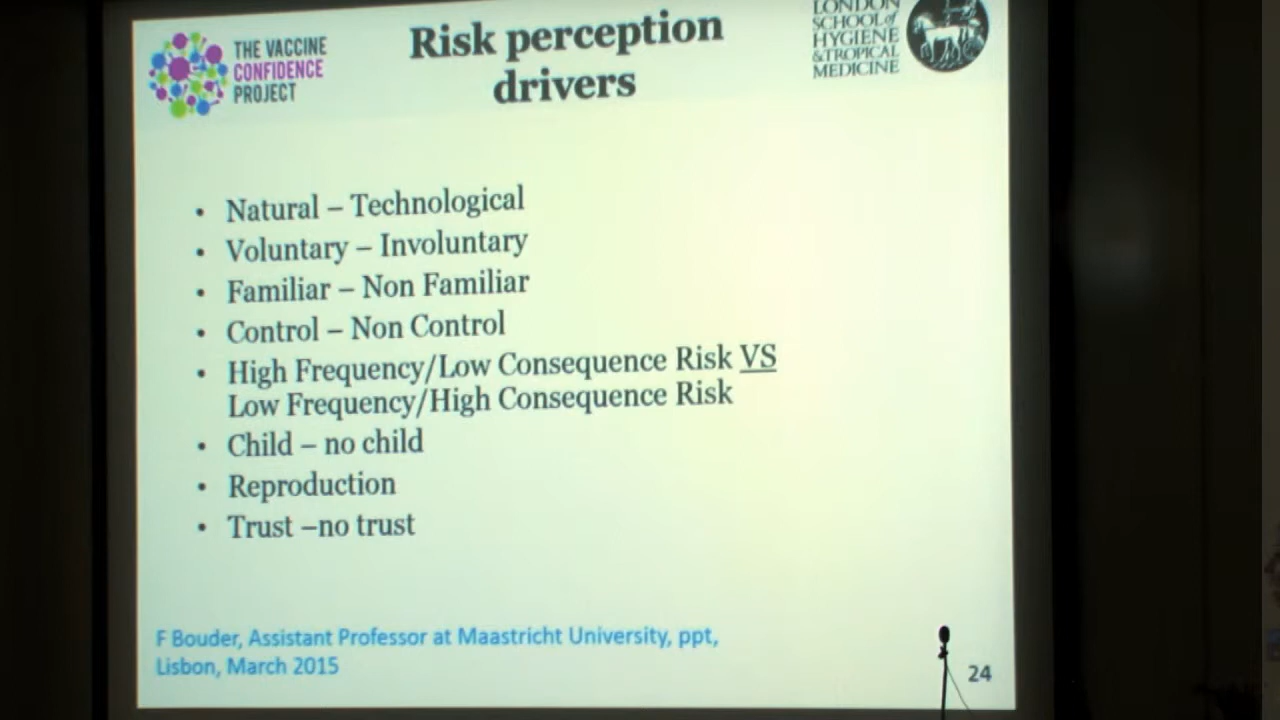 THE VACCINE
CONFIDENCE
PROJECT
Risk perception
drivers
LONDON
SCHOOL of
HYGIENE
& TROPICAL
MEDICINE
• Natural – Technological
• Voluntary – Involuntary
• Familiar – Non Familiar
• Control – Non Control
• High Frequency/Low Consequence Risk VS
Low Frequency/High Consequence Risk
• Child – no child
• Reproduction
• Trust –no trust
F Bouder, Assistant Professor at Maastricht University, ppt,
Lisbon, March 2015
24